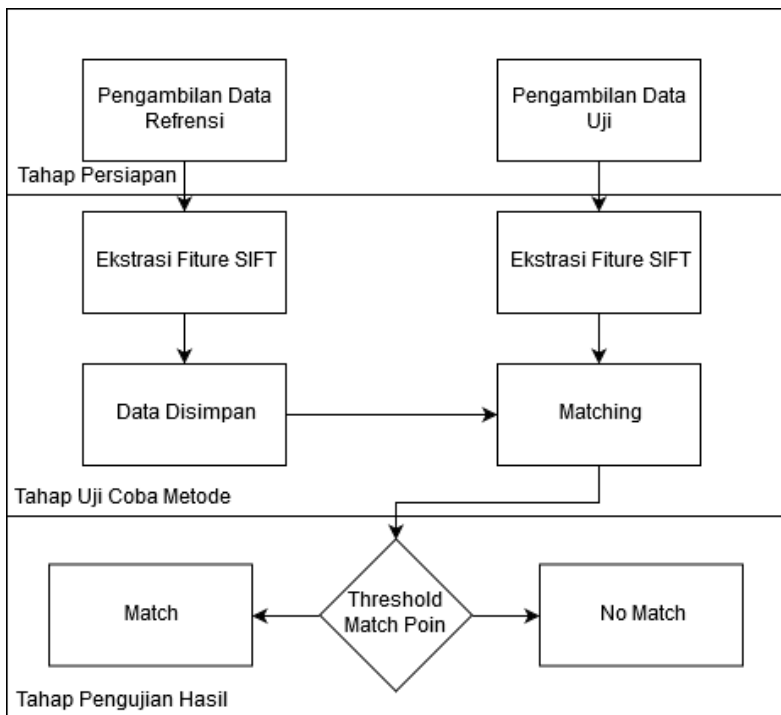 Pengambilan Data
Refrensi
Pengambilan Data
Uji
Tahap Persiapan
Ekstrasi Fiture SIFT
Ekstrasi Fiture SIFT
Data Disimpan
Matching
Tahap Uji Coba Metode
Threshold
Match Poin
Match
No Match
Tahap Pengujian Hasil